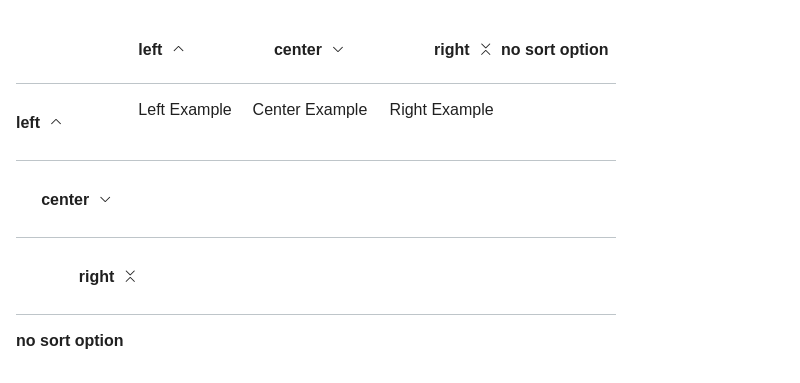 left center right no sort option
left Left Example Center Example Right Example
center
right
no sort option